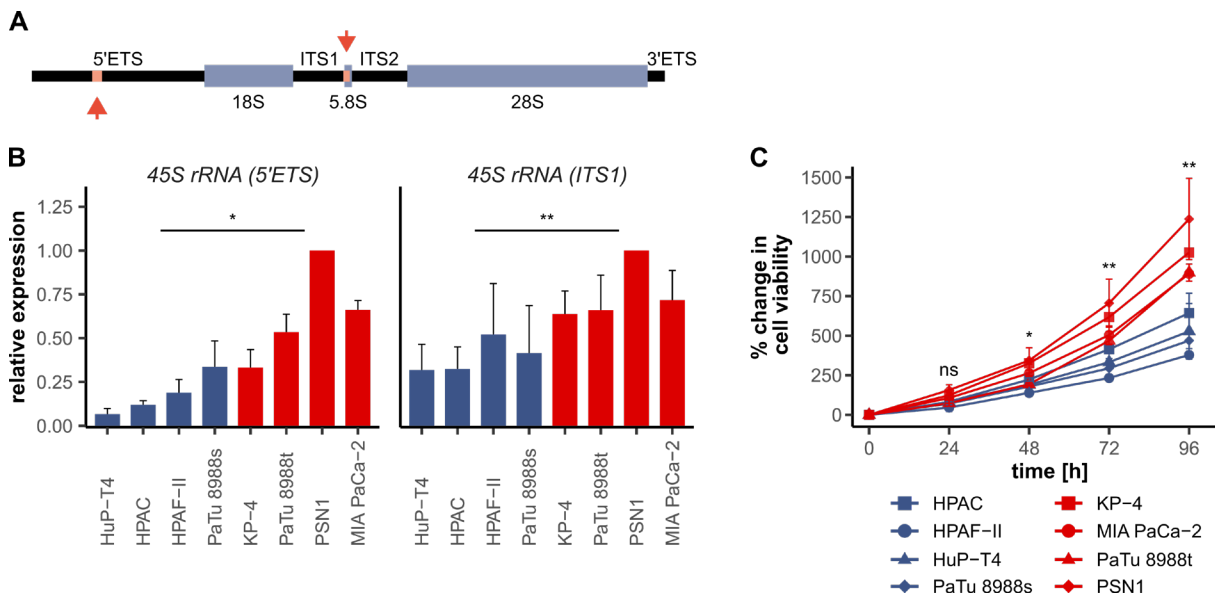 A
5'ETS ITS1 ITS2 3'ETS
18S 5.8S 28S
B
45S rRNA (5'ETS) 45S rRNA (ITS1)
relative expression
1.25
1.00
0.75
0.50
0.25
0.00
* **
HuP−T4 HPAC HPAF−II PaTu 8988s KP−4 PaTu 8988t PSN1 MIA PaCa−2
HuP−T4 HPAC HPAF−II PaTu 8988s KP−4 PaTu 8988t PSN1 MIA PaCa−2
C
% change in
cell viability
1500
1250
1000
750
500
250
0
ns * ** **
0 24 48 72 96
time [h]
HPAC KP−4
HPAF−II MIA PaCa−2
HuP−T4 PaTu 8988t
PaTu 8988s PSN1